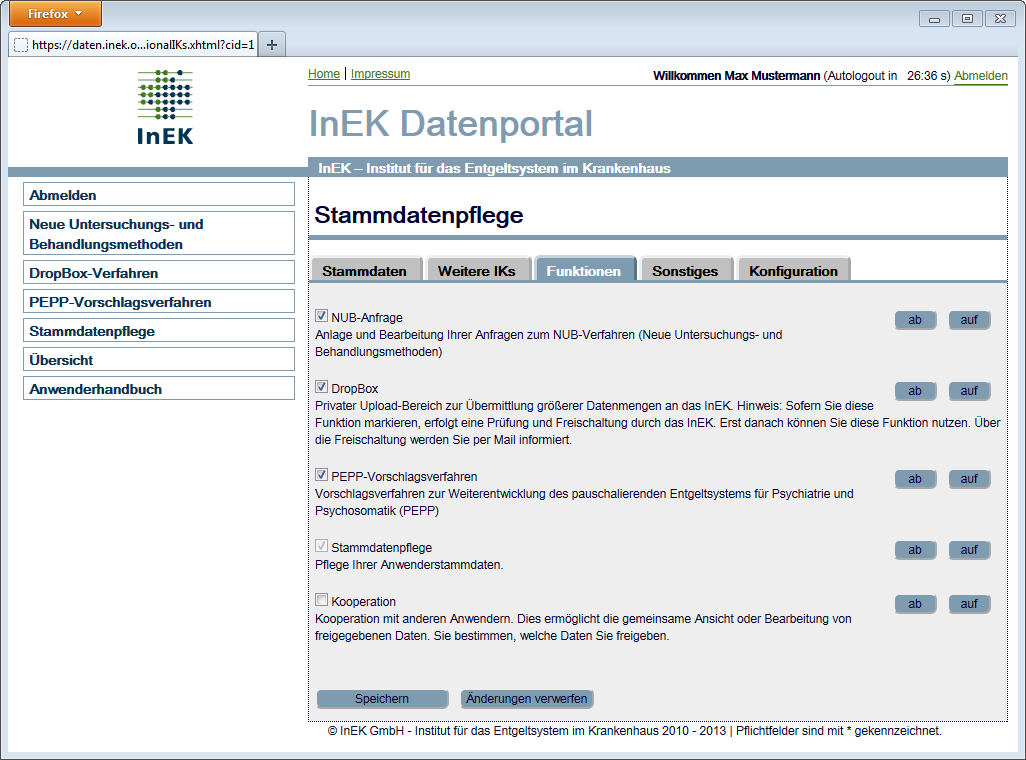 Firefox
https://daten.inek.o...ionalIKs.xhtml?cid=1
InEK
Home | Impressum
Willkommen Max Mustermann (Autologout in 26:36 s) Abmelden
InEK Datenportal
InEK – Institut für das Entgeltsystem im Krankenhaus
Abmelden
Neue Untersuchungs- und
Behandlungsmethoden
DropBox-Verfahren
PEPP-Vorschlagsverfahren
Stammdatenpflege
Übersicht
Anwenderhandbuch
Stammdatenpflege
Stammdaten Weitere IKs Funktionen Sonstiges Konfiguration
NUB-Anfrage ab auf
Anlage und Bearbeitung Ihrer Anfragen zum NUB-Verfahren (Neue Untersuchungs- und
Behandlungsmethoden)
DropBox ab auf
Privater Upload-Bereich zur Übermittlung größerer Datenmengen an das InEK. Hinweis: Sofern Sie diese
Funktion markieren, erfolgt eine Prüfung und Freischaltung durch das InEK. Erst danach können Sie diese Funktion nutzen. Über
die Freischaltung werden Sie per Mail informiert.
PEPP-Vorschlagsverfahren ab auf
Vorschlagsverfahren zur Weiterentwicklung des pauschalierenden Entgeltsystems für Psychiatrie und
Psychosomatik (PEPP)
Stammdatenpflege ab auf
Pflege Ihrer Anwenderstammdaten.
Kooperation ab auf
Kooperation mit anderen Anwendern. Dies ermöglicht die gemeinsame Ansicht oder Bearbeitung von
freigegebenen Daten. Sie bestimmen, welche Daten Sie freigeben.
Speichern Änderungen verwerfen
© InEK GmbH - Institut für das Entgeltsystem im Krankenhaus 2010 - 2013 | Pflichtfelder sind mit * gekennzeichnet.